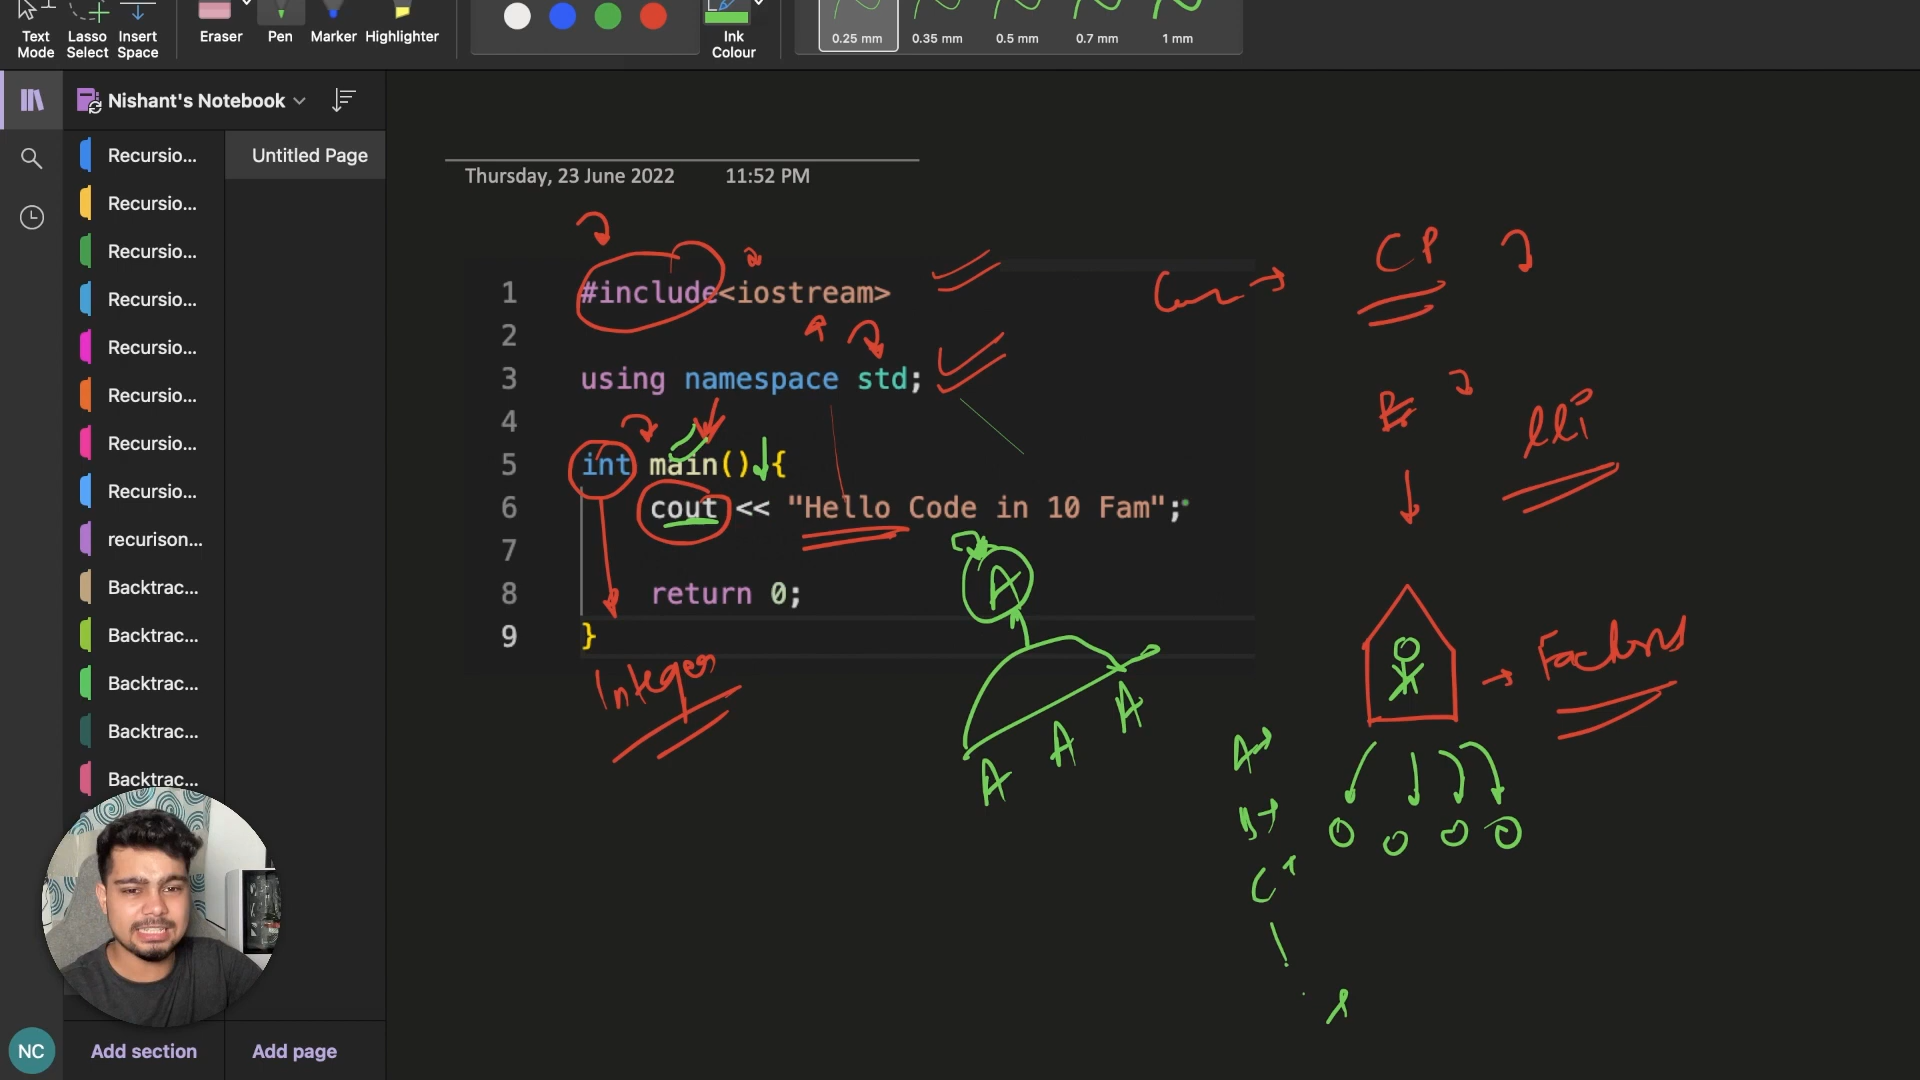 Text Mode
Lasso Select
Insert Space
Eraser
Pen
Marker
Highlighter
Ink Colour
0.25 mm
0.35 mm
0.5 mm
0.7 mm
1 mm
Nishant's Notebook
Recursio...
Recursio...
Recursio...
Recursio...
Recursio...
Recursio...
Recursio...
Recursio...
recurison...
Backtrac...
Backtrac...
Backtrac...
Backtrac...
Backtrac...
Untitled Page
Thursday, 23 June 2022 11:52 PM
1 #include<iostream>
2
3 using namespace std;
4
5 int main(){
6 cout << "Hello Code in 10 Fam";
7
8 return 0;
9 }
Integer
CP
A
A A A
A
C
NC
Add section
Add page